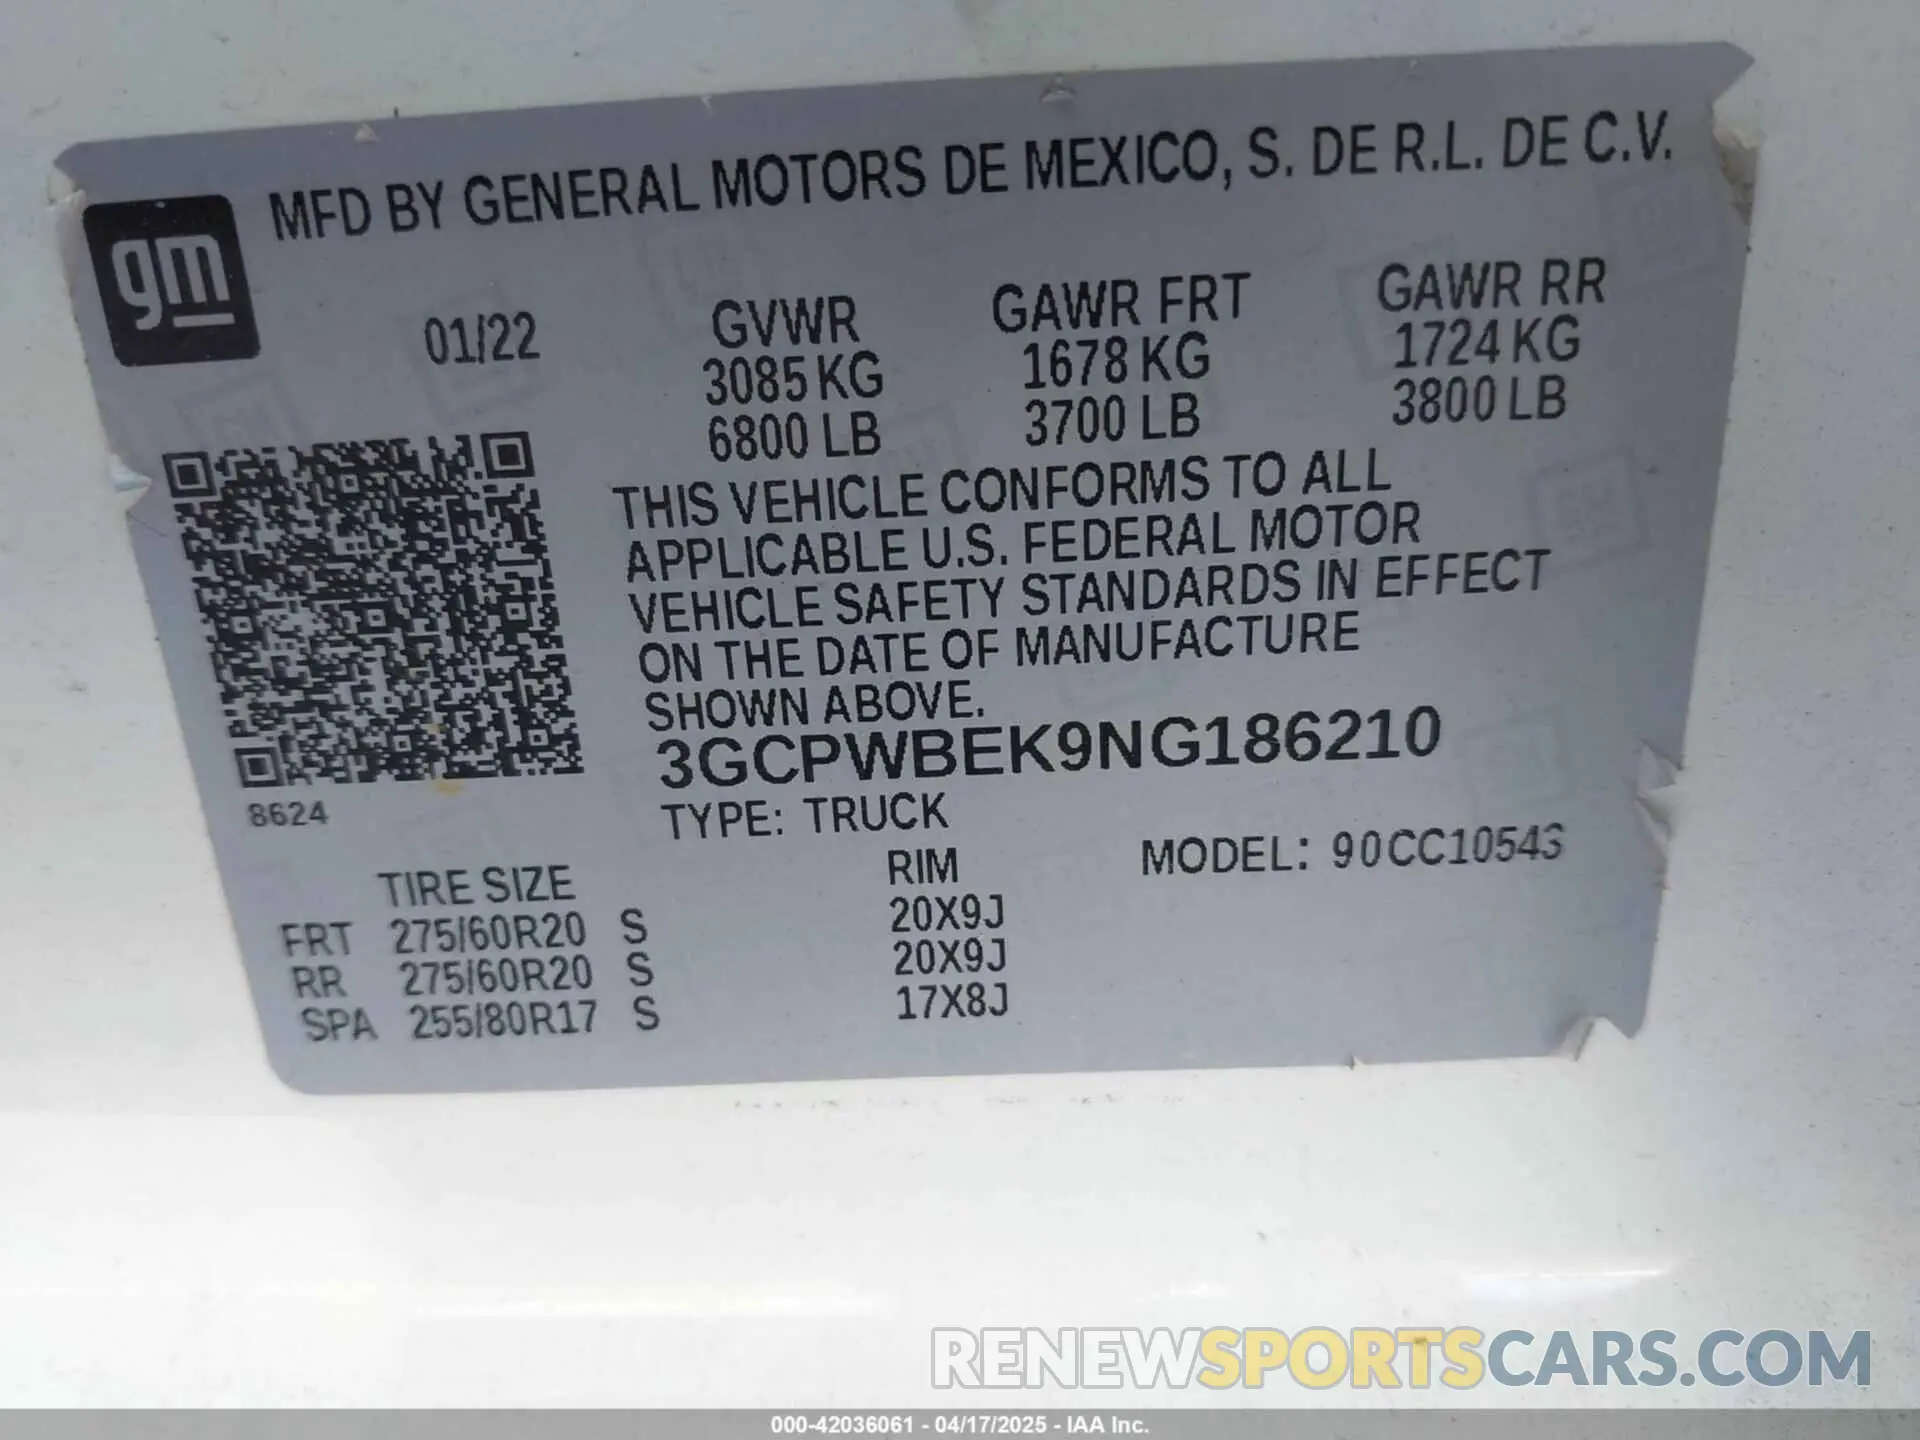 MFD BY GENERAL MOTORS DE MEXICO, S. DE R.L. DE C.V.
gm
01/22
GVWR
3085 KG
6800 LB
GAWR FRT
1678 KG
3700 LB
GAWR RR
1724 KG
3800 LB
THIS VEHICLE CONFORMS TO ALL
APPLICABLE U.S. FEDERAL MOTOR
VEHICLE SAFETY STANDARDS IN EFFECT
ON THE DATE OF MANUFACTURE
SHOWN ABOVE.
3GCPWBEK9NG186210
8624
TYPE: TRUCK
MODEL: 90CC10543
TIRE SIZE RIM
FRT 275/60R20 S 20X9J
RR 275/60R20 S 20X9J
SPA 255/80R17 S 17X8J
RENEWSPORTSCARS.COM
000-42036061 - 04/17/2025 - IAA Inc.